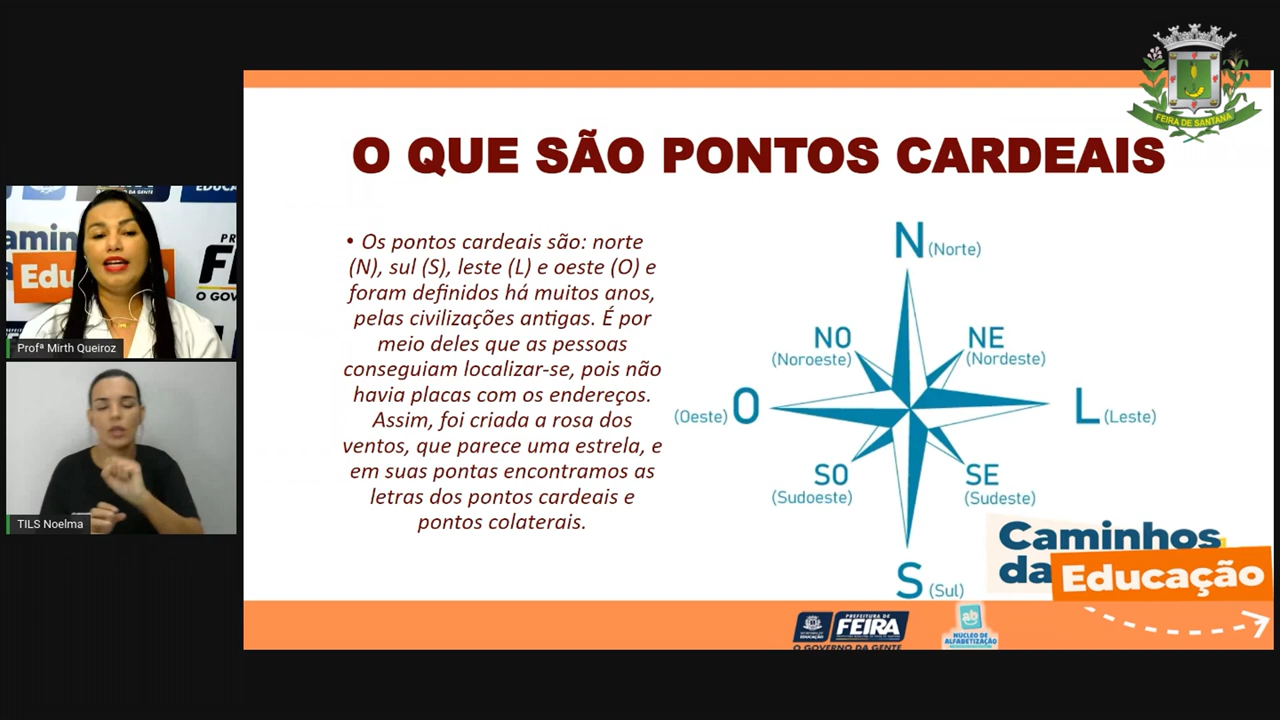 FEIRA DE SANTANA
O QUE SÃO PONTOS CARDEAIS
• Os pontos cardeais são: norte
(N), sul (S), leste (L) e oeste (O) e
foram definidos há muitos anos,
pelas civilizações antigas. É por
meio deles que as pessoas
conseguiam localizar-se, pois não
havia placas com os endereços.
Assim, foi criada a rosa dos
ventos, que parece uma estrela, e
em suas pontas encontramos as
letras dos pontos cardeais e
pontos colaterais.
N (Norte)
NO
(Noroeste)
NE
(Nordeste)
(Oeste) O
L (Leste)
SO
(Sudoeste)
SE
(Sudeste)
S (Sul)
Profª Mirth Queiroz
TILS Noelma
Caminhos
da Educação
PREFEITURA DE
FEIRA
O GOVERNO DA GENTE
ab
NÚCLEO DE
ALFABETIZAÇÃO